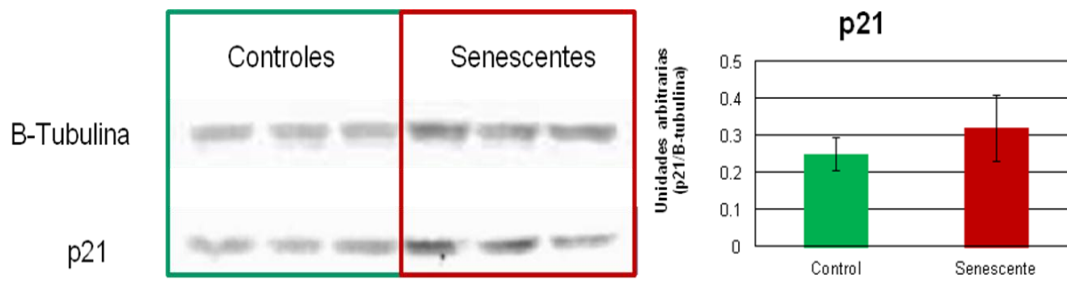 Controles
Senescentes
B-Tubulina
p21
p21
Unidades arbitrarias
(p21/B-tubulina)
0.5
0.4
0.3
0.2
0.1
0
Control
Senescente